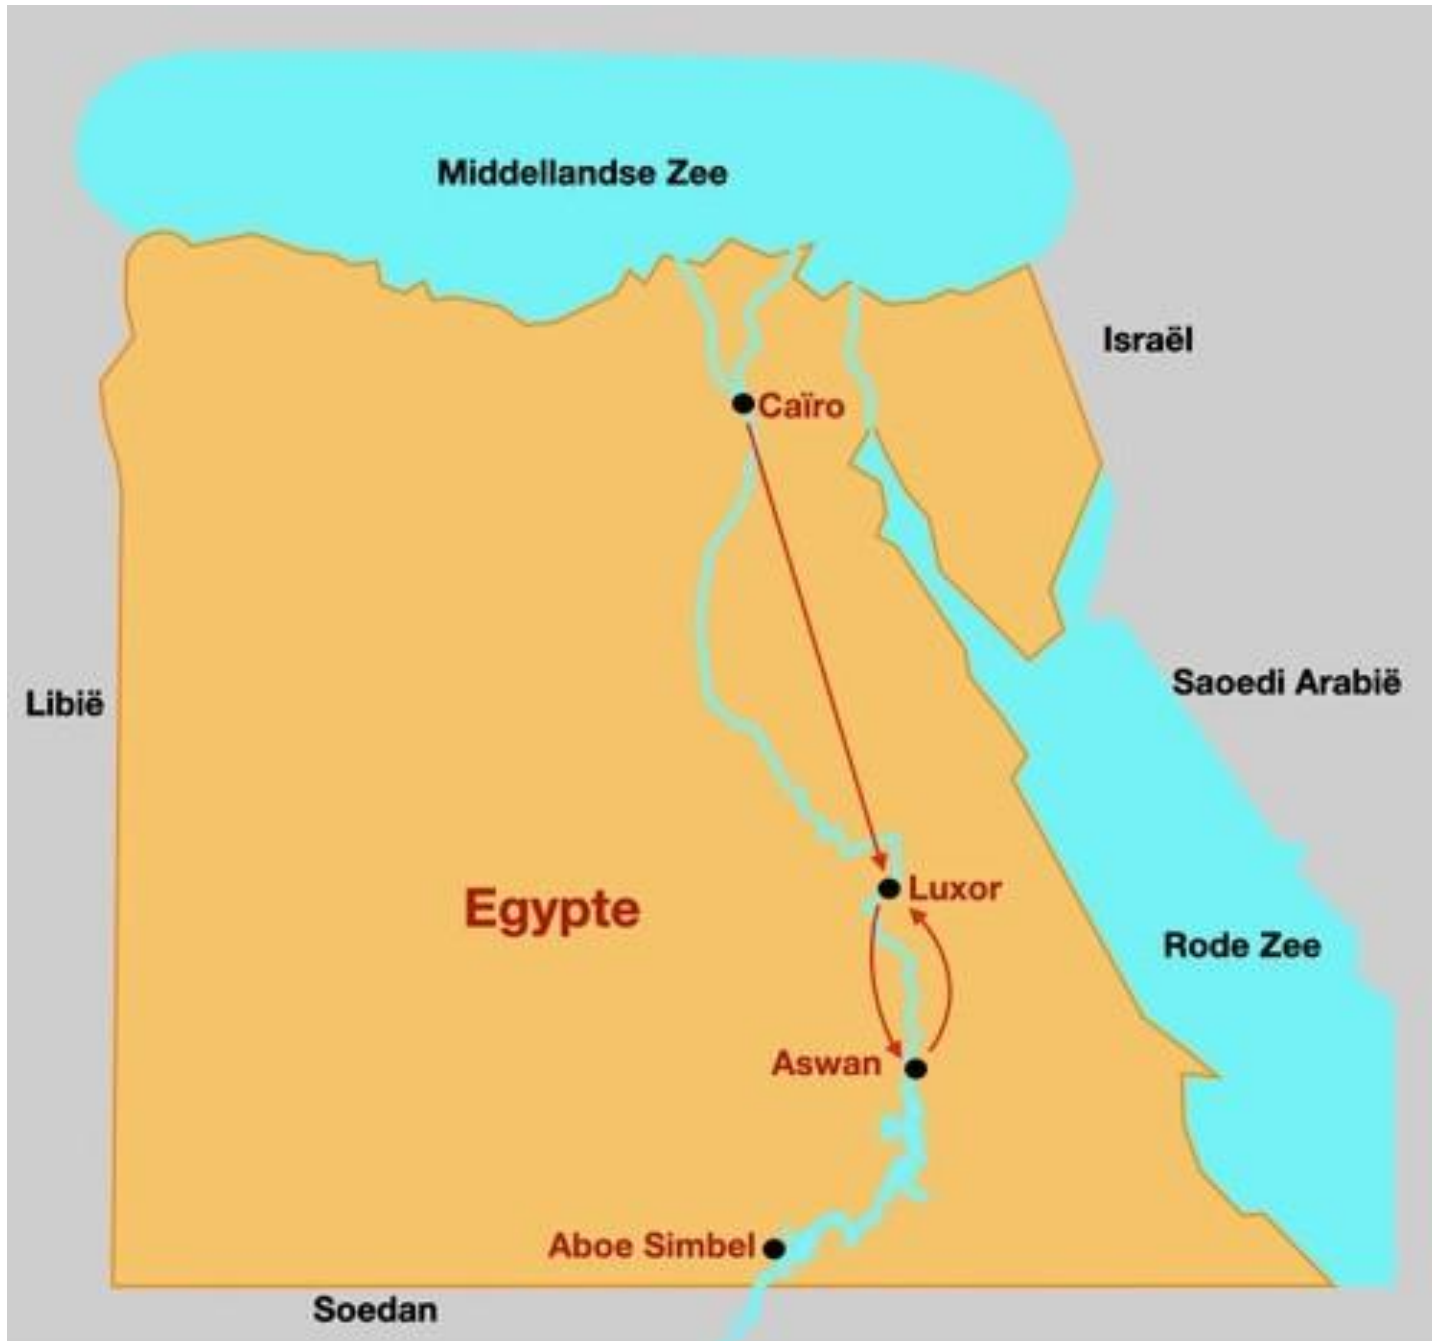 Middellandse Zee
Israël
Caïro
Saoedi Arabië
Libië
Luxor
Egypte
Rode Zee
Aswan
Aboe Simbel
Soedan